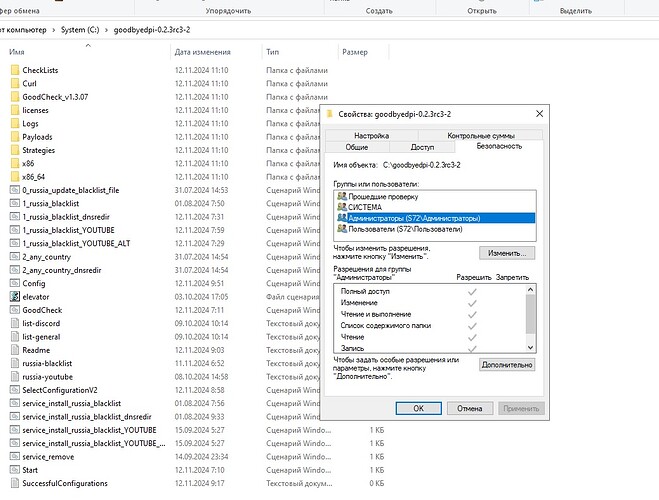 фер обмена Упорядочить Создать Открыть Выделить
от компьютер System (C:) goodbyedpi-0.2.3rc3-2
Имя Дата изменения Тип Размер
CheckLists 12.11.2024 11:10 Папка с файлами
Curl 12.11.2024 11:10 Папка с файлами
GoodCheck_v1.3.07 12.11.2024 11:10 Папка с файлами
licenses 12.11.2024 11:10 Папка с файлами
Logs 12.11.2024 11:10 Папка с файлами
Payloads 12.11.2024 11:10 Папка с файлами
Strategies 12.11.2024 11:10 Папка с файлами
x86 12.11.2024 11:10 Папка с файлами
x86_64 12.11.2024 11:10 Папка с файлами
0_russia_update_blacklist_file 31.07.2024 14:53 Сценарий Wind
1_russia_blacklist 01.08.2024 7:50 Сценарий Wind
1_russia_blacklist_dnsredir 12.11.2024 7:31 Сценарий Wind
1_russia_blacklist_YOUTUBE 12.11.2024 7:59 Сценарий Wind
1_russia_blacklist_YOUTUBE_ALT 12.11.2024 7:29 Сценарий Wind
2_any_country 31.07.2024 14:54 Сценарий Wind
2_any_country_dnsredir 31.07.2024 14:54 Сценарий Wind
Config 12.11.2024 9:51 Сценарий Wind
elevator 03.10.2024 17:05 Файл сценария
GoodCheck 12.11.2024 7:11 Сценарий Wind
list-discord 09.10.2024 10:14 Текстовый доку
list-general 09.10.2024 10:14 Текстовый доку
Readme 12.11.2024 9:03 Текстовый доку
russia-blacklist 11.11.2024 6:52 Текстовый доку
russia-youtube 08.10.2024 14:58 Текстовый доку
SelectConfigurationV2 12.11.2024 8:58 Сценарий Wind
service_install_russia_blacklist 01.08.2024 7:56 Сценарий Wind
service_install_russia_blacklist_dnsredir 01.08.2024 9:33 Сценарий Wind
service_install_russia_blacklist_YOUTUBE 15.09.2024 5:27 Сценарий Windo... 1 КБ
service_install_russia_blacklist_YOUTUBE_... 15.09.2024 5:27 Сценарий Windo... 1 КБ
service_remove 14.09.2024 23:34 Сценарий Windo... 1 КБ
Start 12.11.2024 7:10 Сценарий Windo... 1 КБ
SuccessfulConfigurations 12.11.2024 9:17 Текстовый докум... 0 КБ
Свойства: goodbyedpi-0.2.3rc3-2
Настройка Контрольные суммы
Общие Доступ Безопасность
Имя объекта: C:\goodbyedpi-0.2.3rc3-2
Группы или пользователи:
Прошедшие проверку
СИСТЕМА
Администраторы (S72\Администраторы)
Пользователи (S72\Пользователи)
Чтобы изменить разрешения,
нажмите кнопку "Изменить".
Изменить...
Разрешения для группы
"Администраторы" Разрешить Запретить
Полный доступ
Изменение
Чтение и выполнение
Список содержимого папки
Чтение
Запись
Чтобы задать особые разрешения или
параметры, нажмите кнопку
"Дополнительно".
Дополнительно
OK Отмена Применить